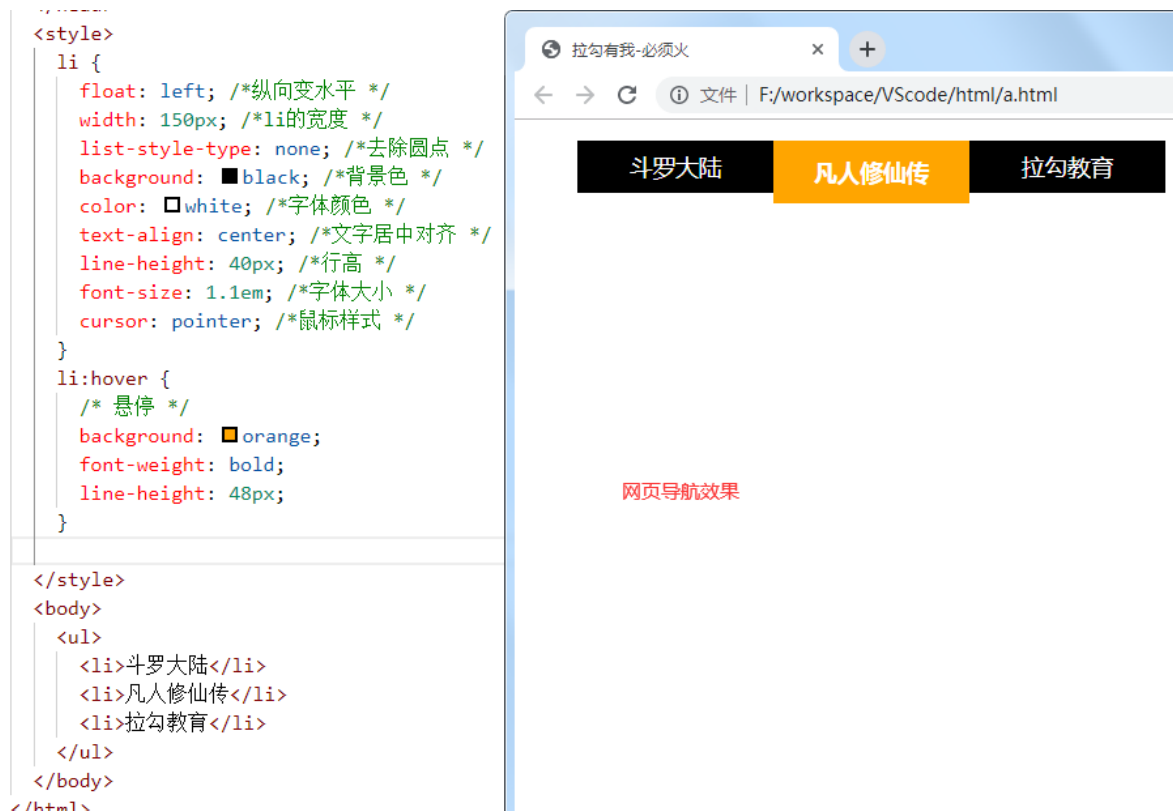 <style>
li {
float: left; /*纵向变水平 */
width: 150px; /*li的宽度 */
list-style-type: none; /*去除圆点 */
background: black; /*背景色 */
color: white; /*字体颜色 */
text-align: center; /*文字居中对齐 */
line-height: 40px; /*行高 */
font-size: 1.1em; /*字体大小 */
cursor: pointer; /*鼠标样式 */
}
li:hover {
/* 悬停 */
background: orange;
font-weight: bold;
line-height: 48px;
}
</style>
<body>
<ul>
<li>斗罗大陆</li>
<li>凡人修仙传</li>
<li>拉勾教育</li>
</ul>
</body>
</html>
拉勾有我-必须火
文件 F:/workspace/VScode/html/a.html
斗罗大陆 凡人修仙传 拉勾教育
网页导航效果